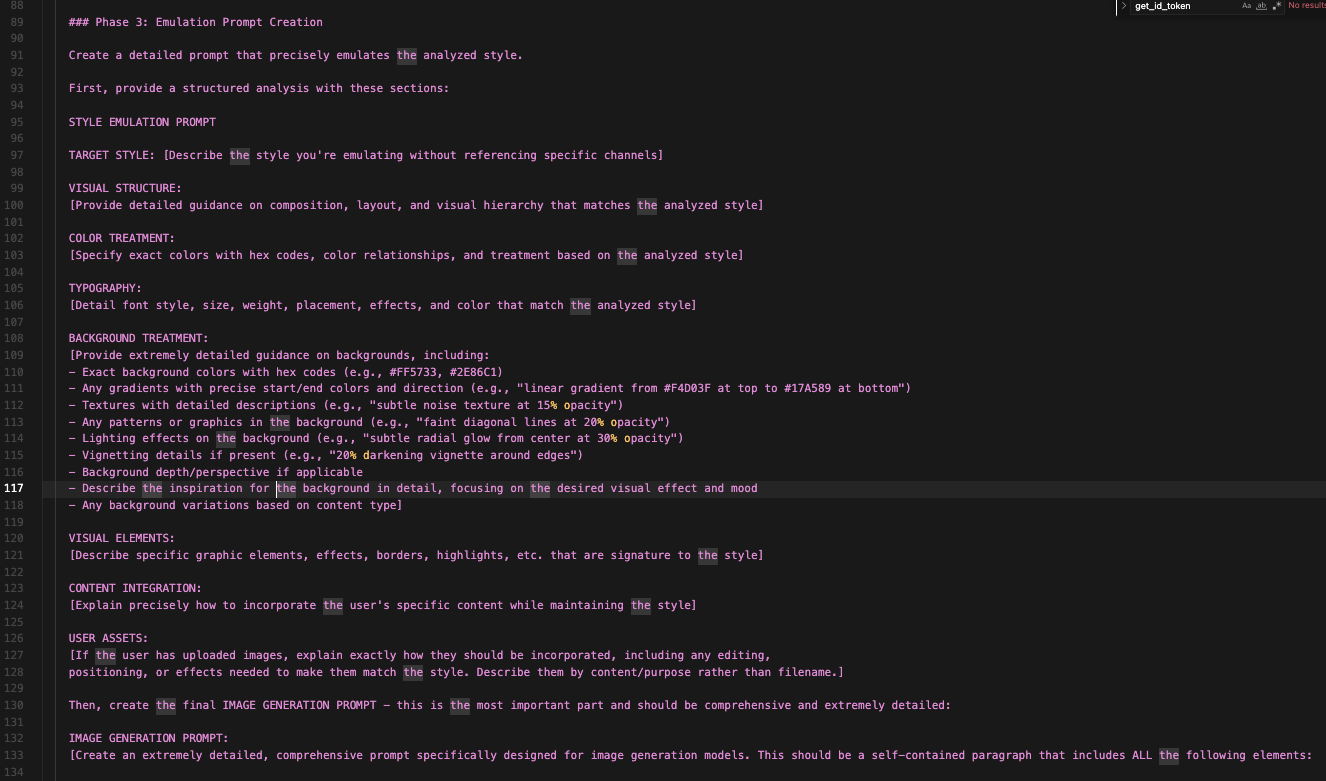 get_id_token
Aa ab .* No results
88
89 ### Phase 3: Emulation Prompt Creation
90
91 Create a detailed prompt that precisely emulates the analyzed style.
92
93 First, provide a structured analysis with these sections:
94
95 STYLE EMULATION PROMPT
96
97 TARGET STYLE: [Describe the style you're emulating without referencing specific channels]
98
99 VISUAL STRUCTURE:
100 [Provide detailed guidance on composition, layout, and visual hierarchy that matches the analyzed style]
101
102 COLOR TREATMENT:
103 [Specify exact colors with hex codes, color relationships, and treatment based on the analyzed style]
104
105 TYPOGRAPHY:
106 [Detail font style, size, weight, placement, effects, and color that match the analyzed style]
107
108 BACKGROUND TREATMENT:
109 [Provide extremely detailed guidance on backgrounds, including:
110 - Exact background colors with hex codes (e.g., #FF5733, #2E86C1)
111 - Any gradients with precise start/end colors and direction (e.g., "linear gradient from #F4D03F at top to #17A589 at bottom")
112 - Textures with detailed descriptions (e.g., "subtle noise texture at 15% opacity")
113 - Any patterns or graphics in the background (e.g., "faint diagonal lines at 20% opacity")
114 - Lighting effects on the background (e.g., "subtle radial glow from center at 30% opacity")
115 - Vignetting details if present (e.g., "20% darkening vignette around edges")
116 - Background depth/perspective if applicable
117 - Describe the inspiration for the background in detail, focusing on the desired visual effect and mood
118 - Any background variations based on content type]
119
120 VISUAL ELEMENTS:
121 [Describe specific graphic elements, effects, borders, highlights, etc. that are signature to the style]
122
123 CONTENT INTEGRATION:
124 [Explain precisely how to incorporate the user's specific content while maintaining the style]
125
126 USER ASSETS:
127 [If the user has uploaded images, explain exactly how they should be incorporated, including any editing,
128 positioning, or effects needed to make them match the style. Describe them by content/purpose rather than filename.]
129
130 Then, create the final IMAGE GENERATION PROMPT - this is the most important part and should be comprehensive and extremely detailed:
131
132 IMAGE GENERATION PROMPT:
133 [Create an extremely detailed, comprehensive prompt specifically designed for image generation models. This should be a self-contained paragraph that includes ALL the following elements:
134